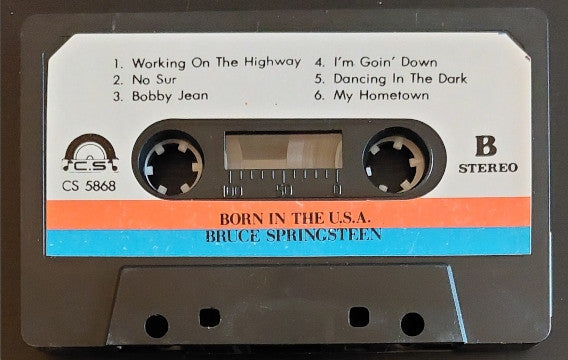 1. Working On The Highway
2. No Sur
3. Bobby Jean
4. I'm Goin' Down
5. Dancing In The Dark
6. My Hometown
C.S
CS 5868
B
STEREO
100 50 0
BORN IN THE U.S.A.
BRUCE SPRINGSTEEN